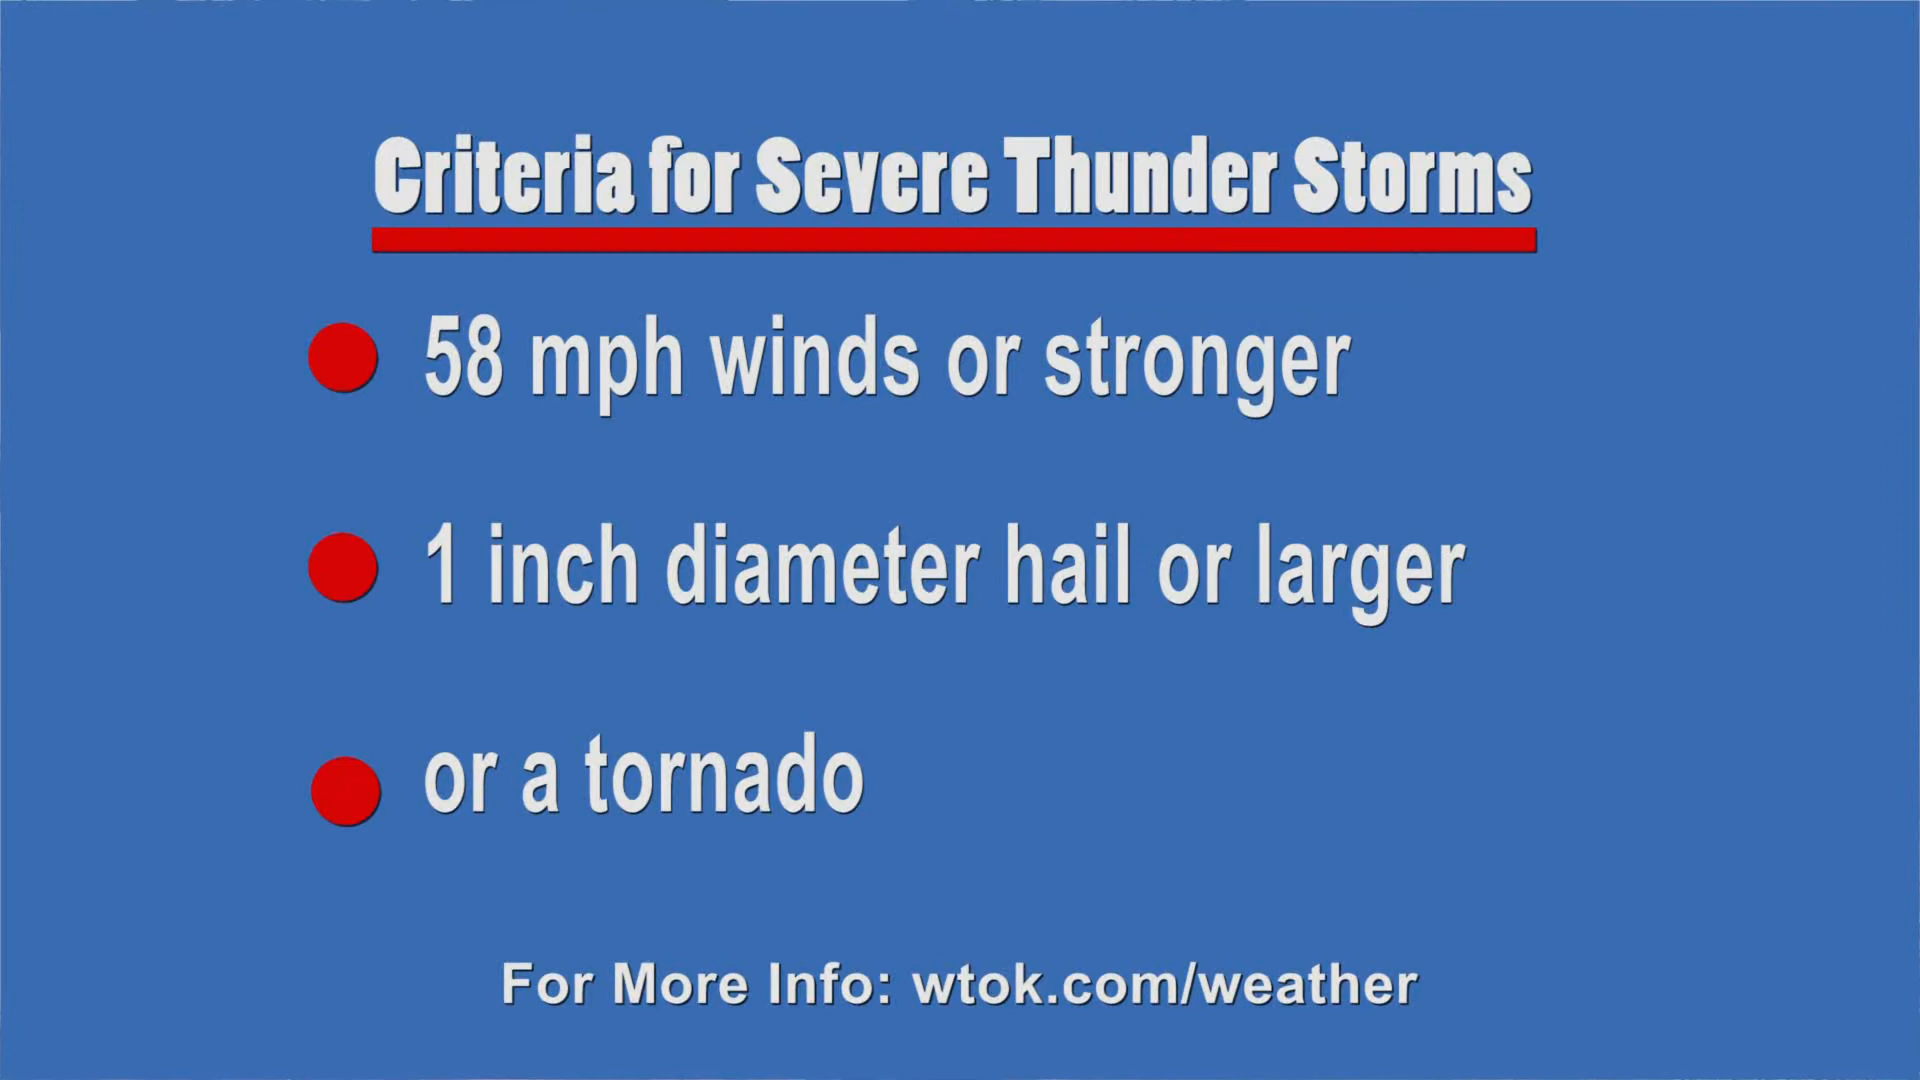 Criteria for Severe Thunder Storms
58 mph winds or stronger
1 inch diameter hail or larger
or a tornado
For More Info: wtok.com/weather